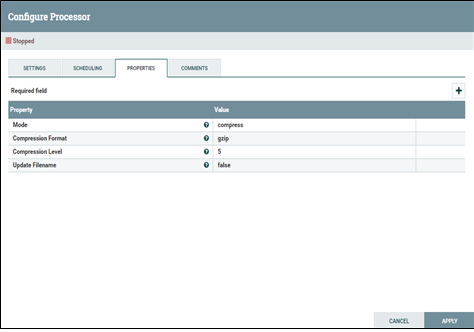 Configure Processor
Stopped
SETTINGS SCHEDULING PROPERTIES COMMENTS
Required field
Property Value
Mode compress
Compression Format gzip
Compression Level 5
Update Filename false
CANCEL APPLY